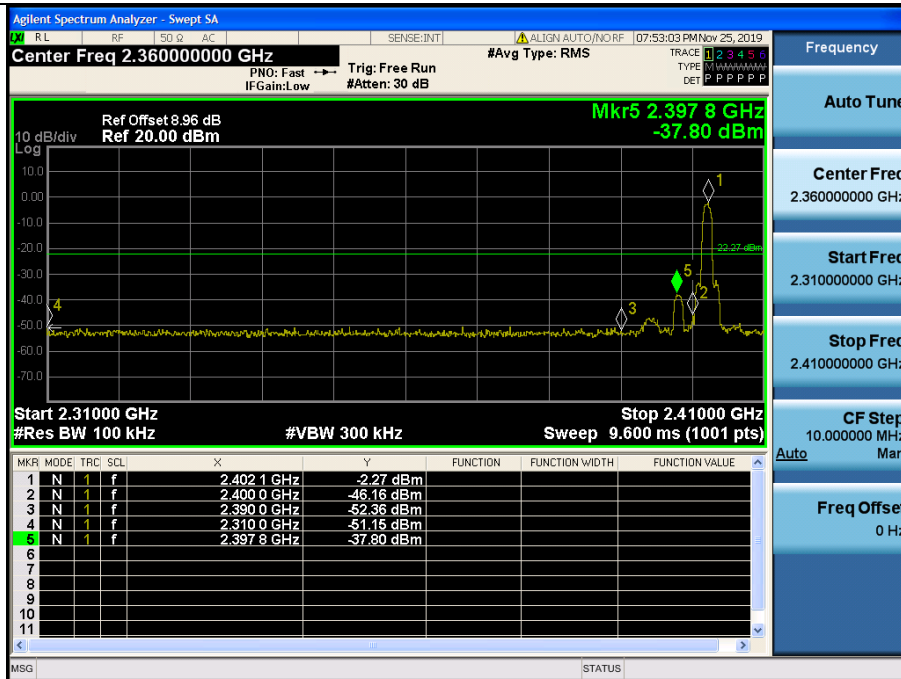 Agilent Spectrum Analyzer - Swept SA
LXI RL RF 50 Ω AC SENSE:INT ALIGN AUTO/NO RF 07:53:03 PM Nov 25, 2019
Center Freq 2.360000000 GHz
#Avg Type: RMS
TRACE 1 2 3 4 5 6
PNO: Fast Trig: Free Run
TYPE M WWWWW
IFGain:Low #Atten: 30 dB
DET P P P P P P
Mkr5 2.397 8 GHz
-37.80 dBm
Ref Offset 8.96 dB
10 dB/div Ref 20.00 dBm
Log
10.0
0.00
-10.0
-20.0
-30.0
-40.0
-50.0
-60.0
-70.0
1
-22.27 dBm
5
2
3
4
Start 2.31000 GHz Stop 2.41000 GHz
#Res BW 100 kHz #VBW 300 kHz Sweep 9.600 ms (1001 pts)
MKR MODE TRC SCL X Y FUNCTION FUNCTION WIDTH FUNCTION VALUE
1 N 1 f 2.402 1 GHz -2.27 dBm
2 N 1 f 2.400 0 GHz -46.16 dBm
3 N 1 f 2.390 0 GHz -52.36 dBm
4 N 1 f 2.310 0 GHz -51.15 dBm
5 N 1 f 2.397 8 GHz -37.80 dBm
6
7
8
9
10
11
MSG STATUS
Frequency
Auto Tune
Center Freq
2.360000000 GHz
Start Freq
2.310000000 GHz
Stop Freq
2.410000000 GHz
CF Step
10.000000 MHz
Auto Man
Freq Offset
0 Hz